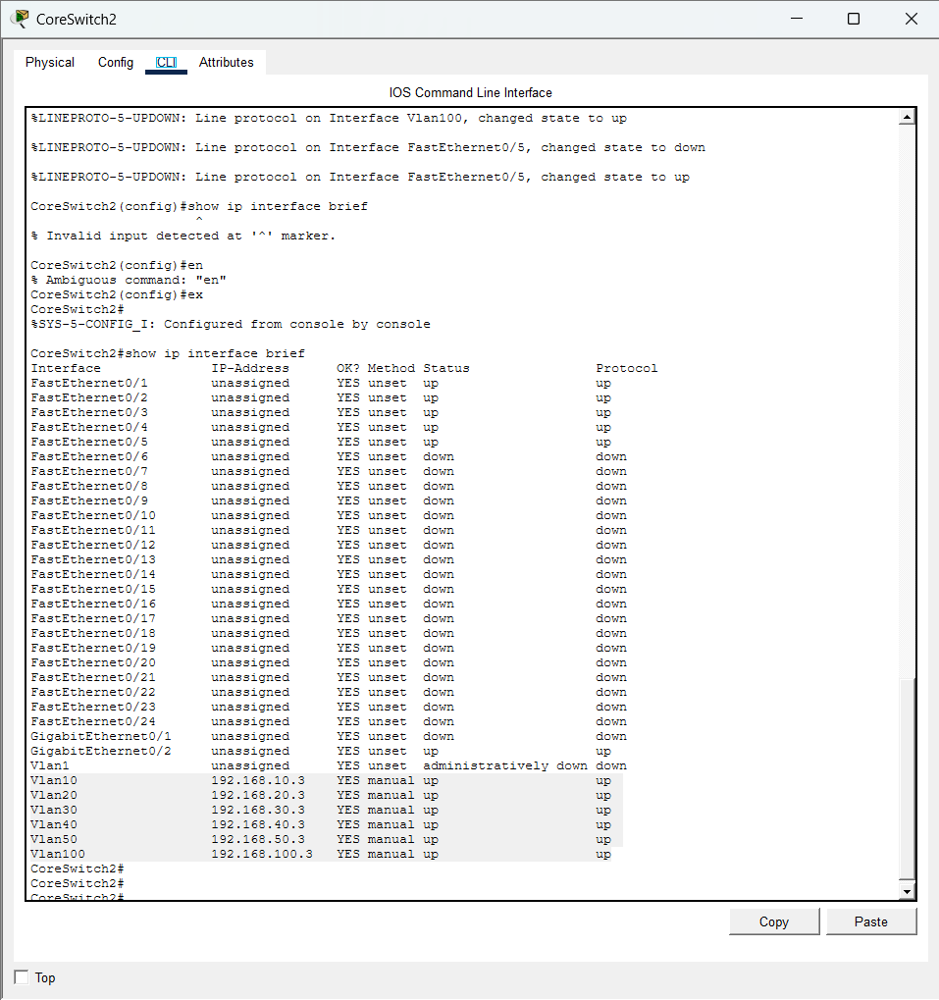 CoreSwitch2
Physical Config CLI Attributes
IOS Command Line Interface
%LINEPROTO-5-UPDOWN: Line protocol on Interface Vlan100, changed state to up
%LINEPROTO-5-UPDOWN: Line protocol on Interface FastEthernet0/5, changed state to down
%LINEPROTO-5-UPDOWN: Line protocol on Interface FastEthernet0/5, changed state to up
CoreSwitch2(config)#show ip interface brief
^
% Invalid input detected at '^' marker.
CoreSwitch2(config)#en
% Ambiguous command: "en"
CoreSwitch2(config)#ex
CoreSwitch2#
%SYS-5-CONFIG_I: Configured from console by console
CoreSwitch2#show ip interface brief
Interface IP-Address OK? Method Status Protocol
FastEthernet0/1 unassigned YES unset up up
FastEthernet0/2 unassigned YES unset up up
FastEthernet0/3 unassigned YES unset up up
FastEthernet0/4 unassigned YES unset up up
FastEthernet0/5 unassigned YES unset up up
FastEthernet0/6 unassigned YES unset down down
FastEthernet0/7 unassigned YES unset down down
FastEthernet0/8 unassigned YES unset down down
FastEthernet0/9 unassigned YES unset down down
FastEthernet0/10 unassigned YES unset down down
FastEthernet0/11 unassigned YES unset down down
FastEthernet0/12 unassigned YES unset down down
FastEthernet0/13 unassigned YES unset down down
FastEthernet0/14 unassigned YES unset down down
FastEthernet0/15 unassigned YES unset down down
FastEthernet0/16 unassigned YES unset down down
FastEthernet0/17 unassigned YES unset down down
FastEthernet0/18 unassigned YES unset down down
FastEthernet0/19 unassigned YES unset down down
FastEthernet0/20 unassigned YES unset down down
FastEthernet0/21 unassigned YES unset down down
FastEthernet0/22 unassigned YES unset down down
FastEthernet0/23 unassigned YES unset down down
FastEthernet0/24 unassigned YES unset down down
GigabitEthernet0/1 unassigned YES unset down down
GigabitEthernet0/2 unassigned YES unset up up
Vlan1 unassigned YES unset administratively down down
Vlan10 192.168.10.3 YES manual up up
Vlan20 192.168.20.3 YES manual up up
Vlan30 192.168.30.3 YES manual up up
Vlan40 192.168.40.3 YES manual up up
Vlan50 192.168.50.3 YES manual up up
Vlan100 192.168.100.3 YES manual up up
CoreSwitch2#
CoreSwitch2#
CoreSwitch2#
Copy Paste
Top